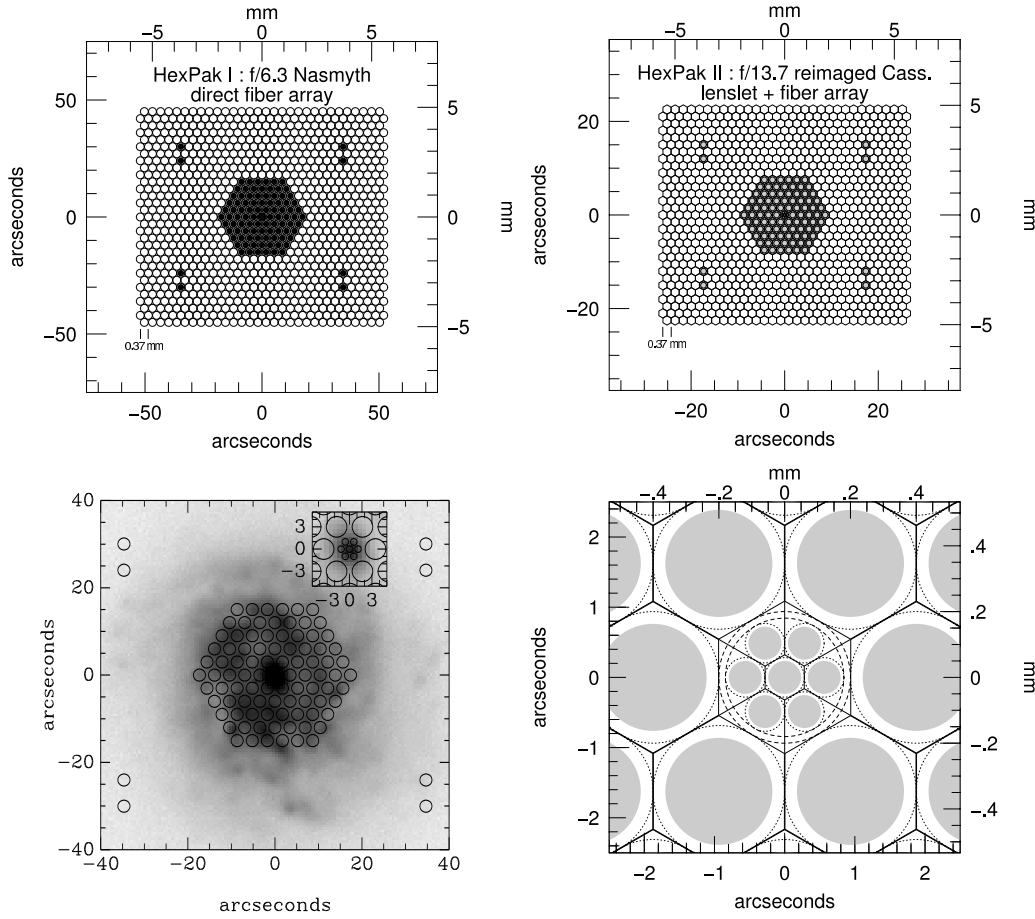 mm
−5 0 5
HexPak I : f/6.3 Nasmyth
direct fiber array
50
0
−50
arcseconds
5
0
−5
mm
0.37 mm
−50 0 50
arcseconds
mm
−5 0 5
HexPak II : f/13.7 reimaged Cass.
lenslet + fiber array
20
0
−20
arcseconds
5
0
−5
mm
0.37 mm
−20 0 20
arcseconds
40
20
0
−20
−40
arcseconds
3
0
−3
−3 0 3
−40 −20 0 20 40
arcseconds
mm
−.4 −.2 0 .2 .4
2
1
0
−1
−2
arcseconds
.4
.2
0
−.2
−.4
mm
−2 −1 0 1 2
arcseconds